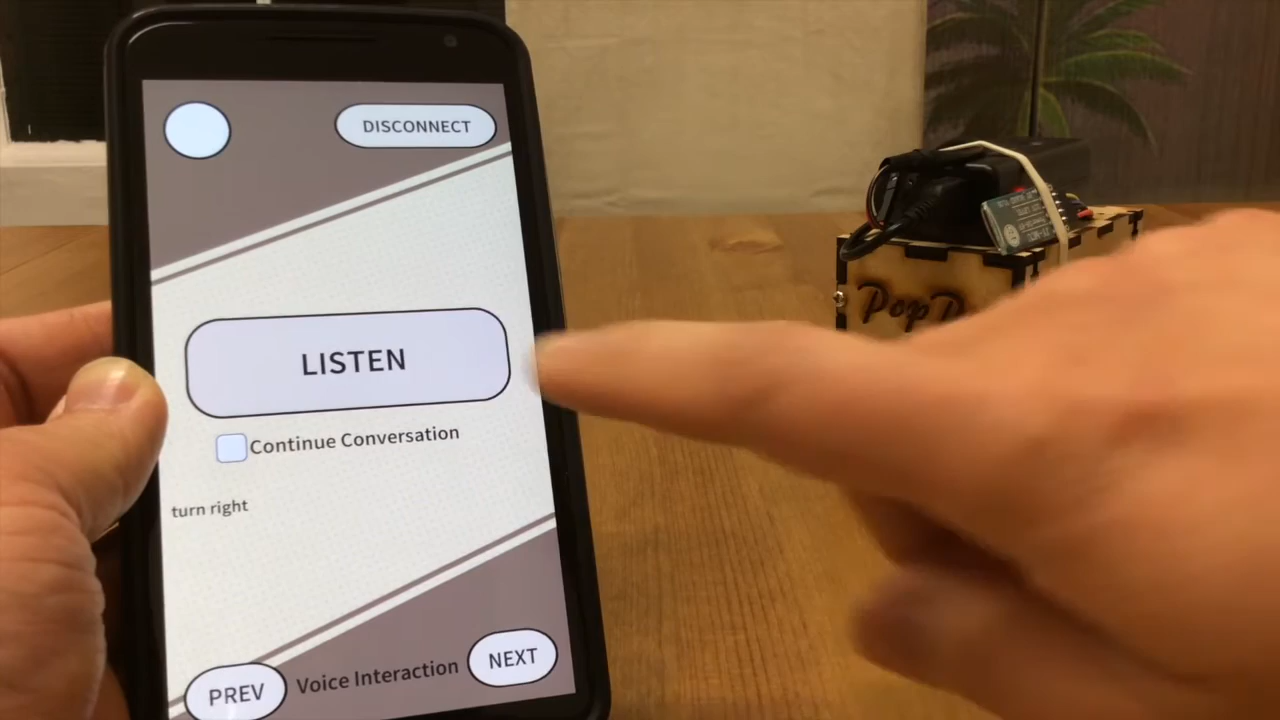 DISCONNECT
LISTEN
Continue Conversation
turn right
PREV
Voice Interaction
NEXT